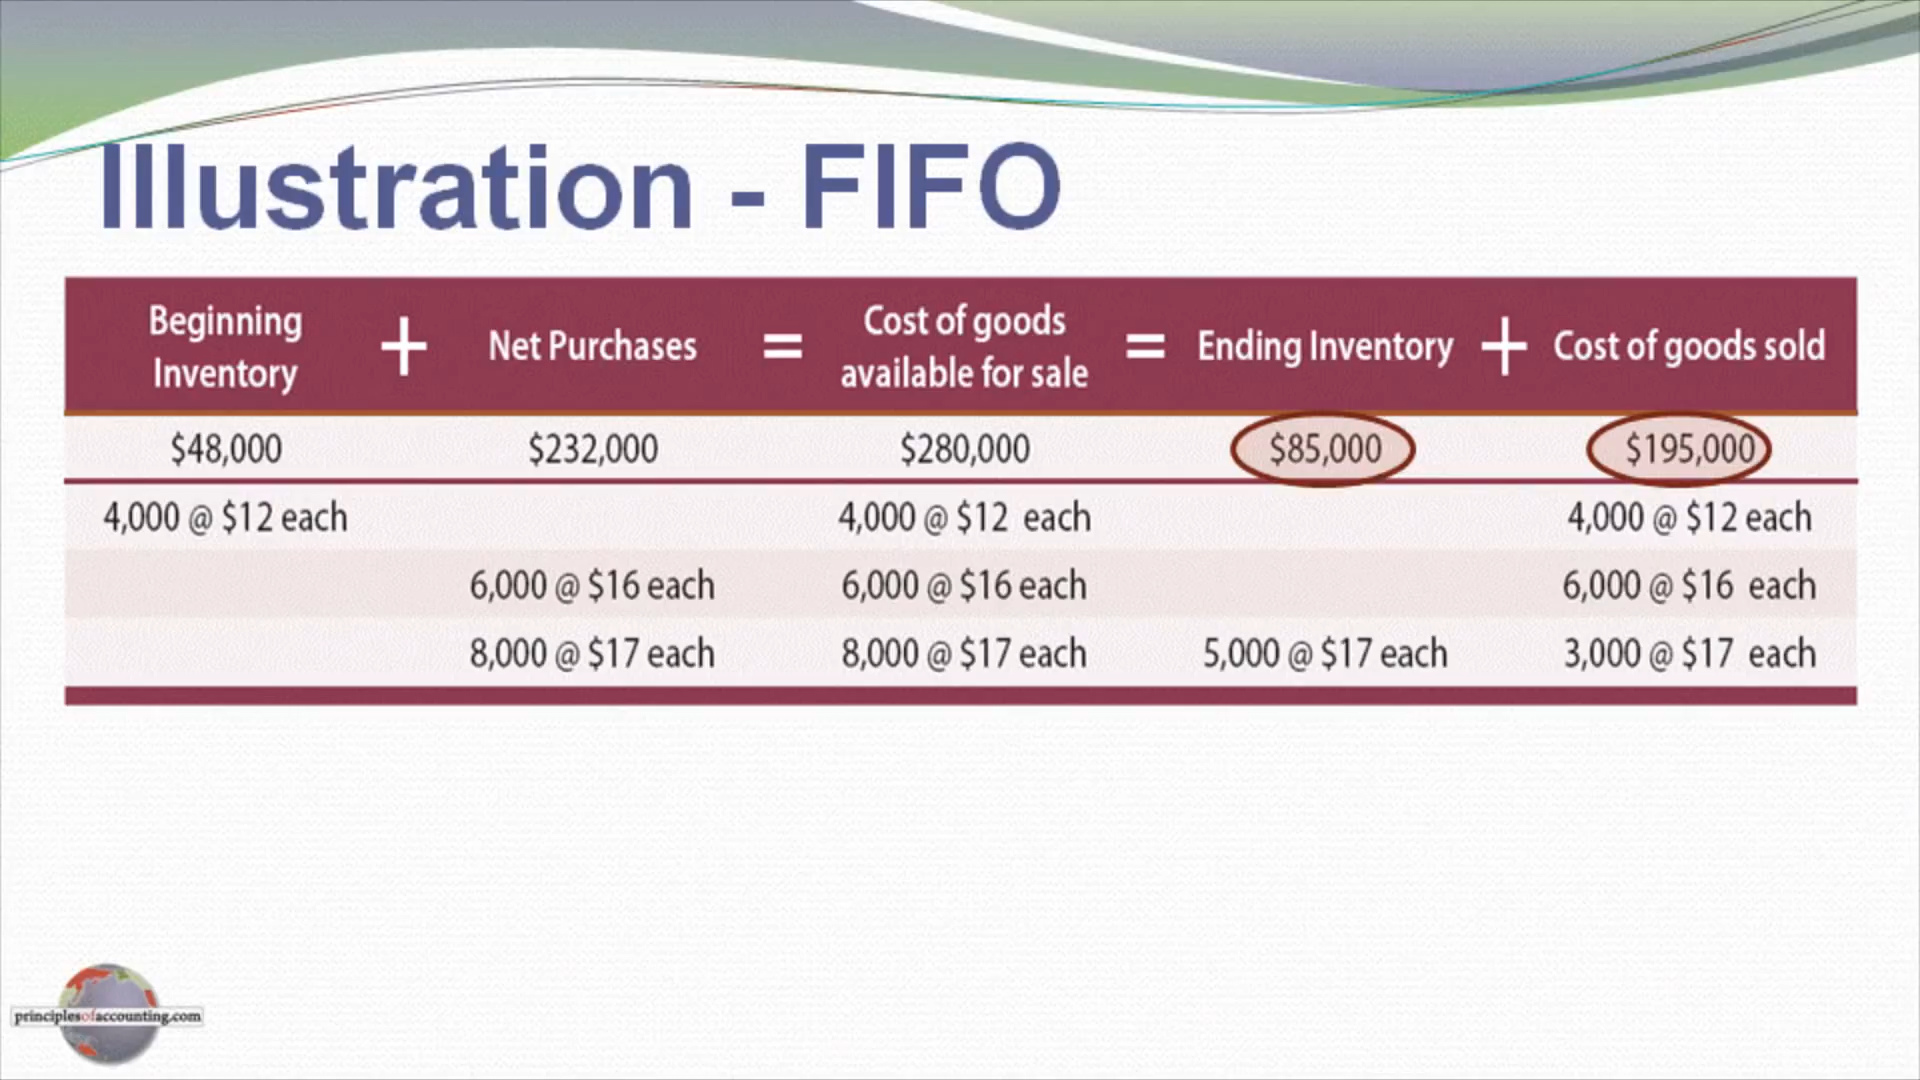 Illustration - FIFO
Beginning Inventory + Net Purchases = Cost of goods available for sale = Ending Inventory + Cost of goods sold
$48,000 $232,000 $280,000 $85,000 $195,000
4,000 @ $12 each 4,000 @ $12 each 4,000 @ $12 each
6,000 @ $16 each 6,000 @ $16 each 6,000 @ $16 each
8,000 @ $17 each 8,000 @ $17 each 5,000 @ $17 each 3,000 @ $17 each
principlesofaccounting.com